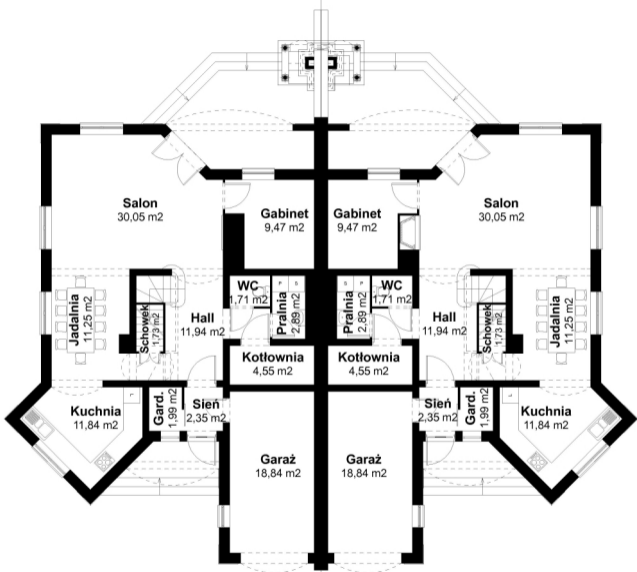 Salon
30,05 m2
Gabinet
9,47 m2
Gabinet
9,47 m2
Salon
30,05 m2
Jadalnia
11,25 m2
Schowek
1,73 m2
Hall
11,94 m2
WC
1,71 m2
Pralnia
2,89 m2
Pralnia
2,89 m2
WC
1,71 m2
Hall
11,94 m2
Schowek
1,73 m2
Jadalnia
11,25 m2
Kotłownia
4,55 m2
Kotłownia
4,55 m2
Kuchnia
11,84 m2
Gard.
1,99 m2
Sień
2,35 m2
Sień
2,35 m2
Gard.
1,99 m2
Kuchnia
11,84 m2
Garaż
18,84 m2
Garaż
18,84 m2